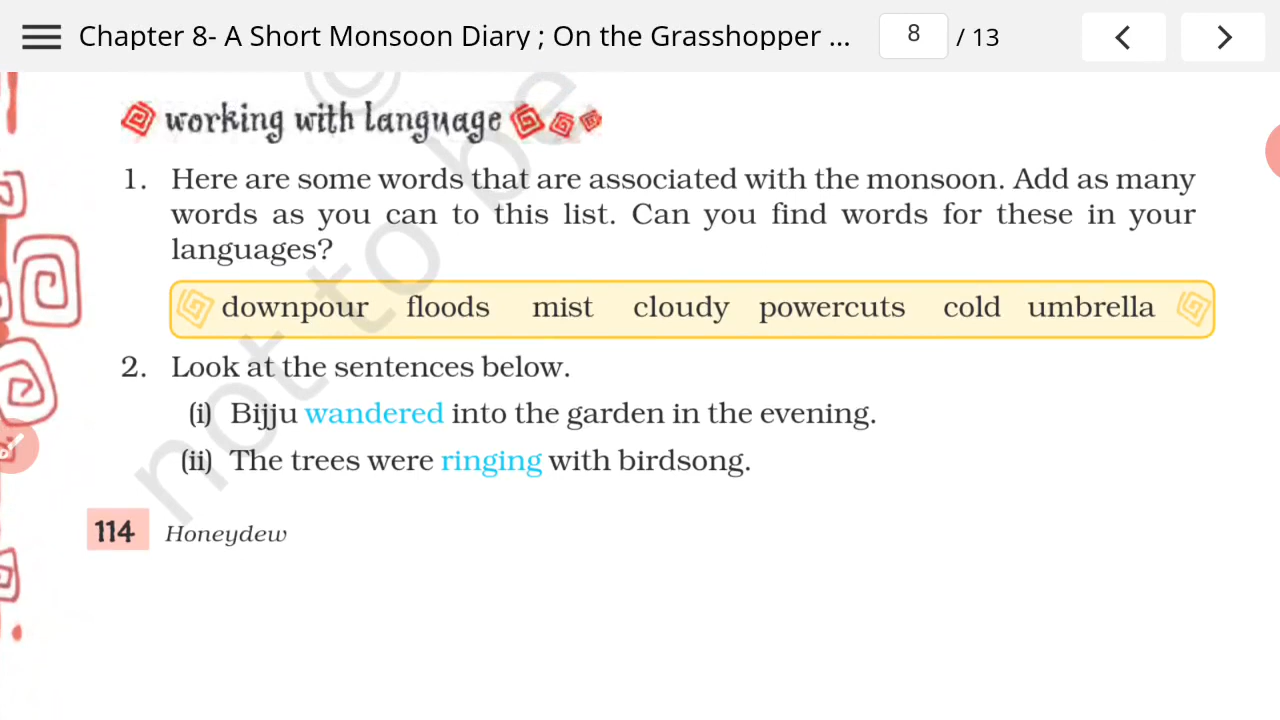 Chapter 8- A Short Monsoon Diary ; On the Grasshopper ... 8 / 13
working with language
1. Here are some words that are associated with the monsoon. Add as many
words as you can to this list. Can you find words for these in your
languages?
downpour floods mist cloudy powercuts cold umbrella
2. Look at the sentences below.
(i) Bijju wandered into the garden in the evening.
(ii) The trees were ringing with birdsong.
114 Honeydew
not to be